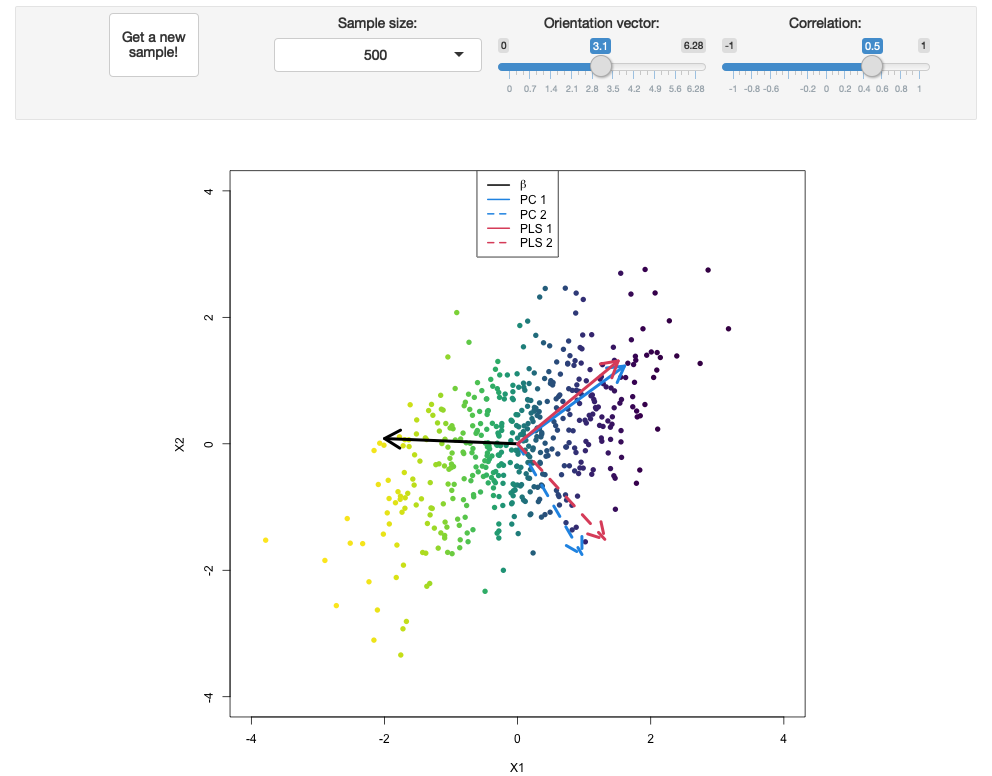 Get a new
sample!
Sample size:
500
Orientation vector:
0 3.1 6.28
0 0.7 1.4 2.1 2.8 3.5 4.2 4.9 5.6 6.28
Correlation:
-1 0.5 1
-1 -0.8 -0.6 -0.2 0 0.2 0.4 0.6 0.8 1
β
PC 1
PC 2
PLS 1
PLS 2
X2
4
2
0
-2
-4
-4 -2 0 2 4
X1